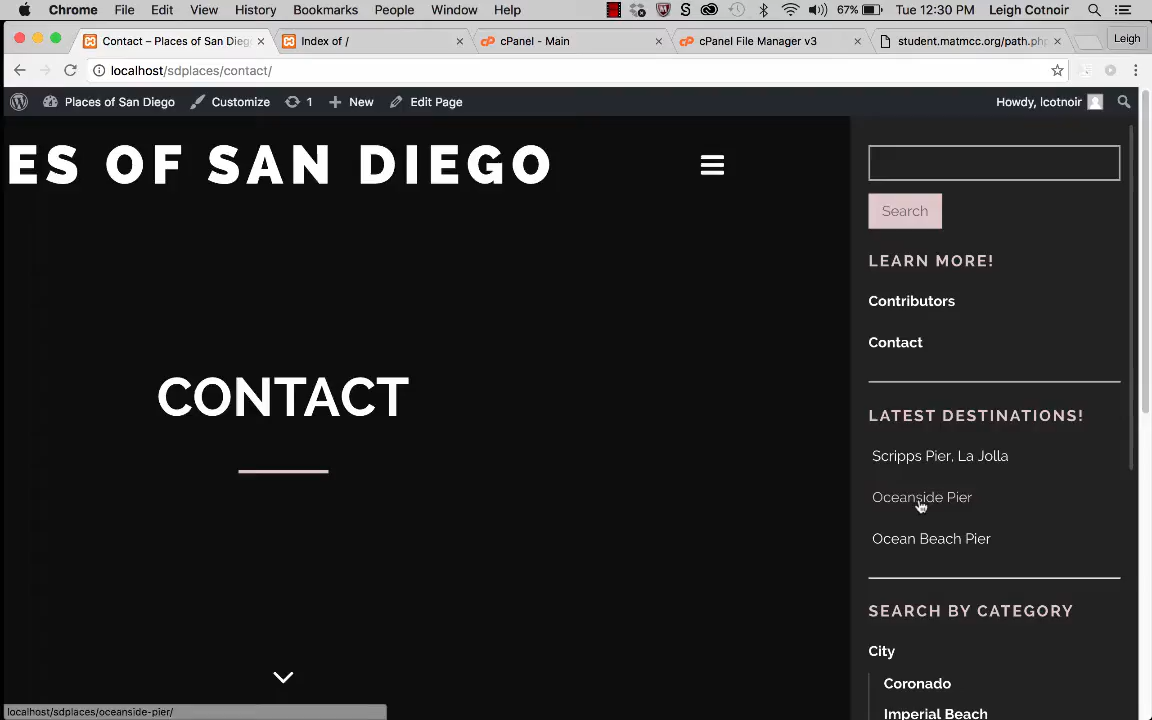 Chrome File Edit View History Bookmarks People Window Help 67% Tue 12:30 PM Leigh Cotnoir
Contact – Places of San Dieg Index of / cPanel - Main cPanel File Manager v3 student.matmcc.org/path.php Leigh
localhost/sdplaces/contact/
Places of San Diego Customize 1 New Edit Page Howdy, lcotnoir
ES OF SAN DIEGO
Search
LEARN MORE!
Contributors
Contact
CONTACT
LATEST DESTINATIONS!
Scripps Pier, La Jolla
Oceanside Pier
Ocean Beach Pier
SEARCH BY CATEGORY
City
Coronado
Imperial Beach
localhost/sdplaces/oceanside-pier/